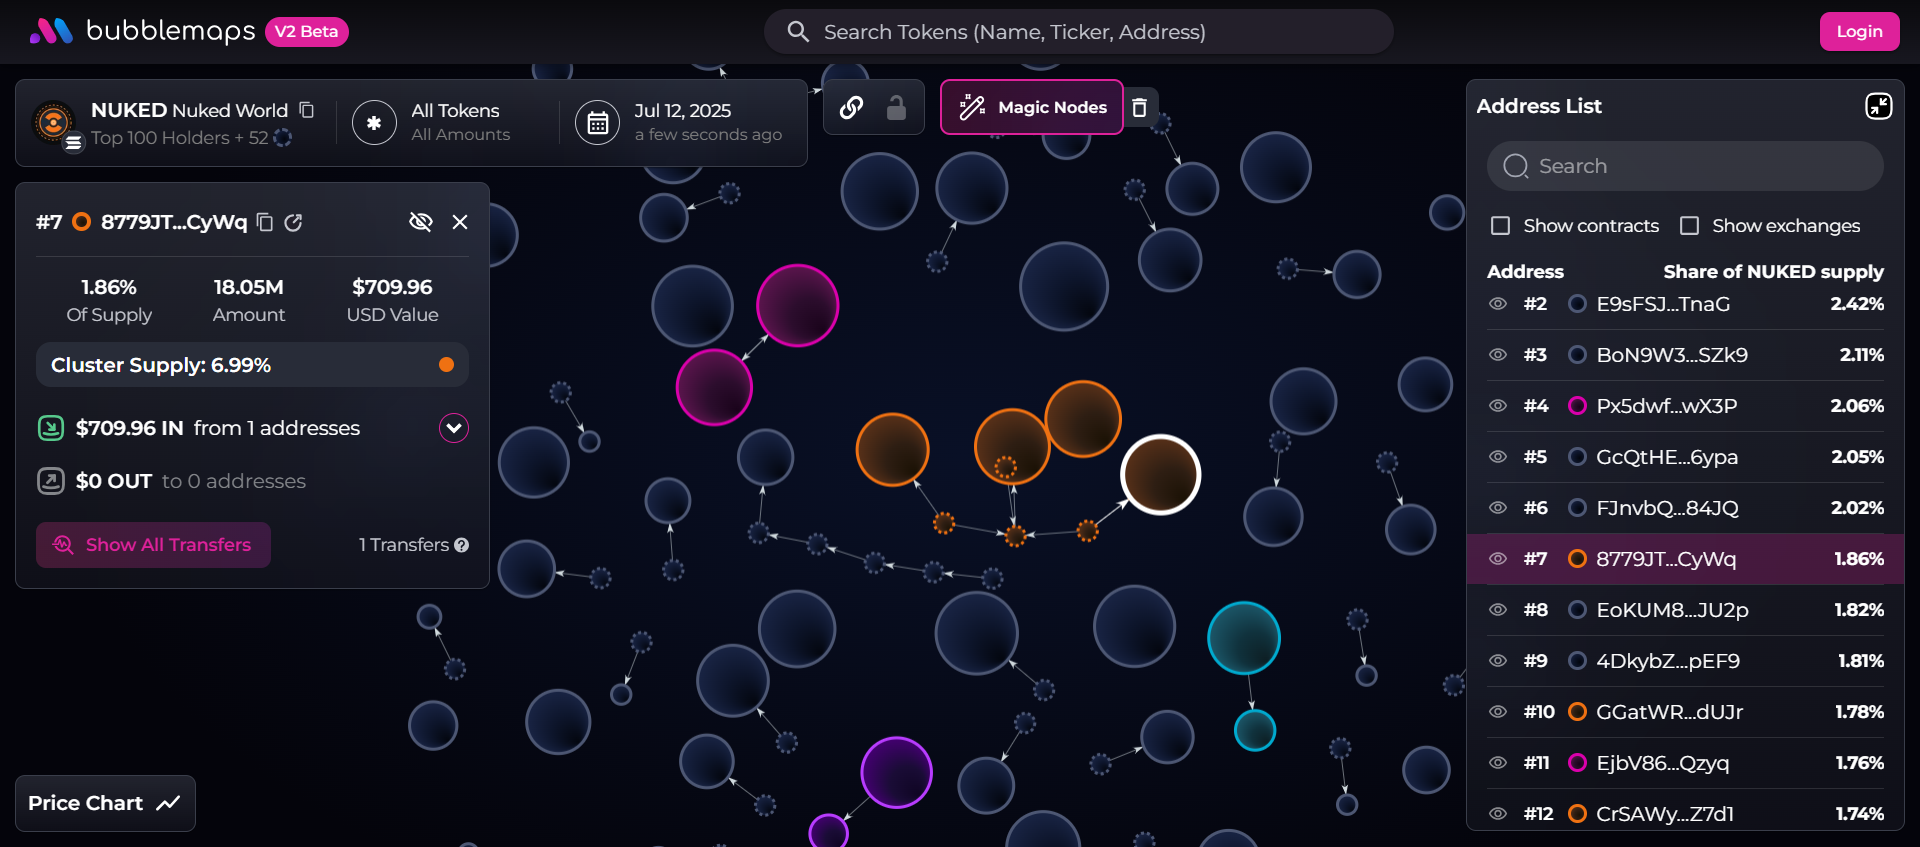 bubblemaps V2 Beta
Search Tokens (Name, Ticker, Address)
Login
NUKED Nuked World
Top 100 Holders + 52
All Tokens
All Amounts
Jul 12, 2025
a few seconds ago
Magic Nodes
#7 8779JT...CyWq
1.86% 18.05M $709.96
Of Supply Amount USD Value
Cluster Supply: 6.99%
$709.96 IN from 1 addresses
$0 OUT to 0 addresses
Show All Transfers 1 Transfers ?
Price Chart
Address List
Search
Show contracts Show exchanges
Address Share of NUKED supply
#2 E9sFSJ...TnaG 2.42%
#3 BoN9W3...SZk9 2.11%
#4 Px5dwf...wX3P 2.06%
#5 GcQtHE...6ypa 2.05%
#6 FJnvbQ...84JQ 2.02%
#7 8779JT...CyWq 1.86%
#8 EoKUM8...JU2p 1.82%
#9 4DkybZ...pEF9 1.81%
#10 GGatWR...dUJr 1.78%
#11 EjbV86...Qzyq 1.76%
#12 CrSAWy...Z7d1 1.74%